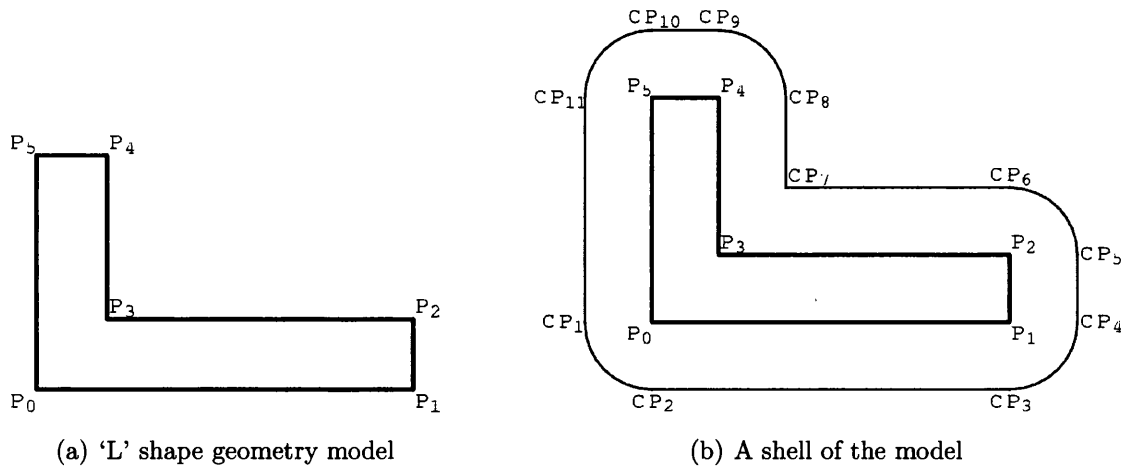 P5 P4
P3 P2
P0 P1
(a) 'L' shape geometry model
CP10 CP9
P5 P4
CP11 CP8
CP7 CP6
P3 P2 CP5
CP1 P0 P1 CP4
CP2 CP3
(b) A shell of the model